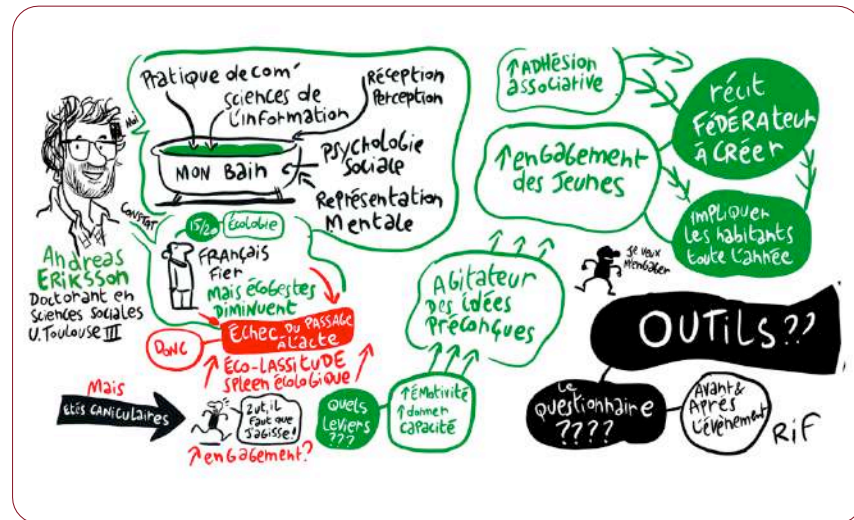 Moi
Pratique de com'
sciences de
l'information
Réception
Perception
MON BAIN
Psychologie
Sociale
Représentation
Mentale
CONSTAT
Andreas
ERIKSSON
Doctorant en
Sciences Sociales
U.Toulouse III
15/20
Écologie
FRANÇAIS
Fier
Mais écogestes
DIMINUENT
DONC
ÉCHEC DU PASSAGE
À L'ACTE
↑ ÉCO-LASSITUDE ↑
SPLEEN ÉCOLOGIQUE
Mais
ETÉS CANICULAIRES
Zut, il
faut que
J'agisse!
↑ engagement?
Quels
Leviers
???
↑ ÉMOTIVITÉ
↑ donner
capacité
Agitateur
Des idées
Préconçues
↑ ADHÉSION
associative
↑ engagement
des Jeunes
récit
FÉDÉRAteur
À CRÉER
IMPLIQUER
les habitants
toute l'année
Je veux
m'engager
OUTILS??
Le
Questionnaire
????
Avant &
Après
L'événement
RiF